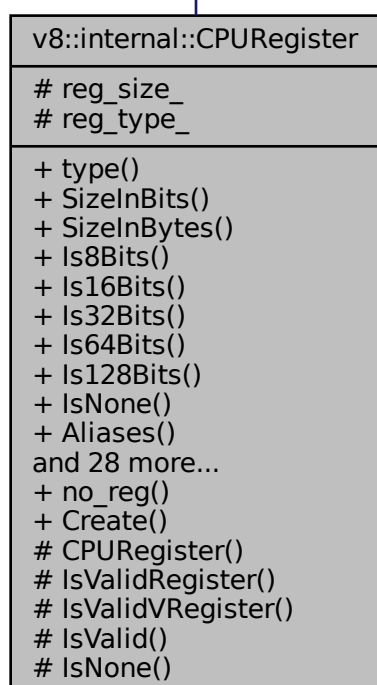 v8::internal::CPURegister
# reg_size_
# reg_type_
+ type()
+ SizeInBits()
+ SizeInBytes()
+ Is8Bits()
+ Is16Bits()
+ Is32Bits()
+ Is64Bits()
+ Is128Bits()
+ IsNone()
+ Aliases()
and 28 more...
+ no_reg()
+ Create()
# CPURegister()
# IsValidRegister()
# IsValidVRegister()
# IsValid()
# IsNone()